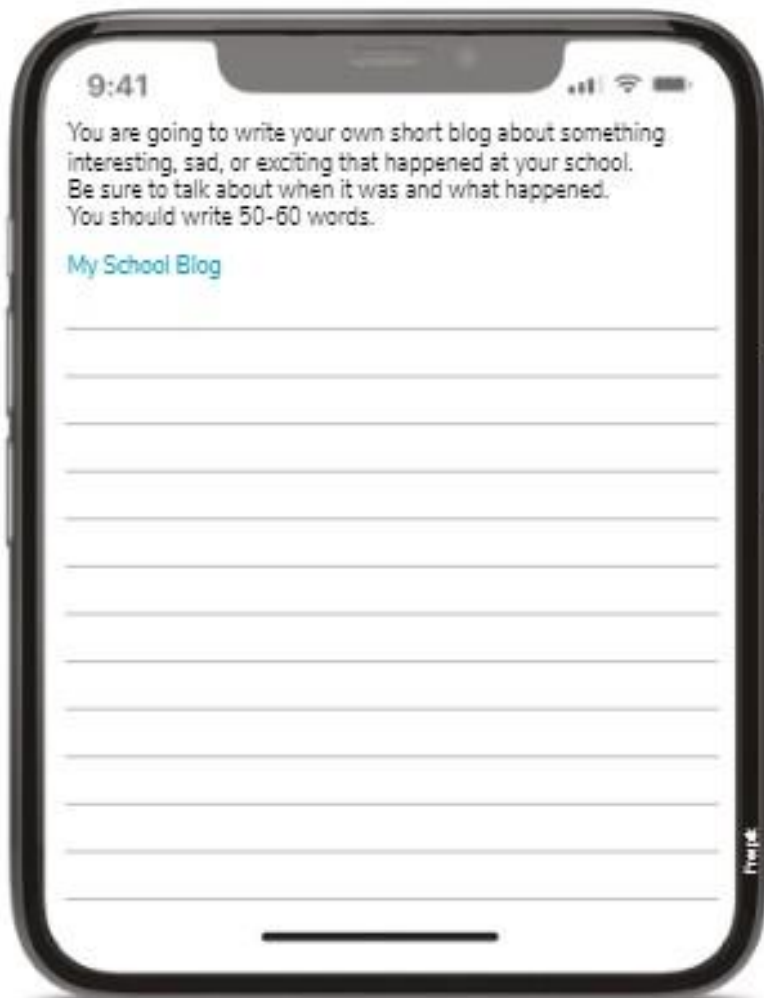 9:41
You are going to write your own short blog about something
interesting, sad, or exciting that happened at your school.
Be sure to talk about when it was and what happened.
You should write 50-60 words.
My School Blog
Freepik